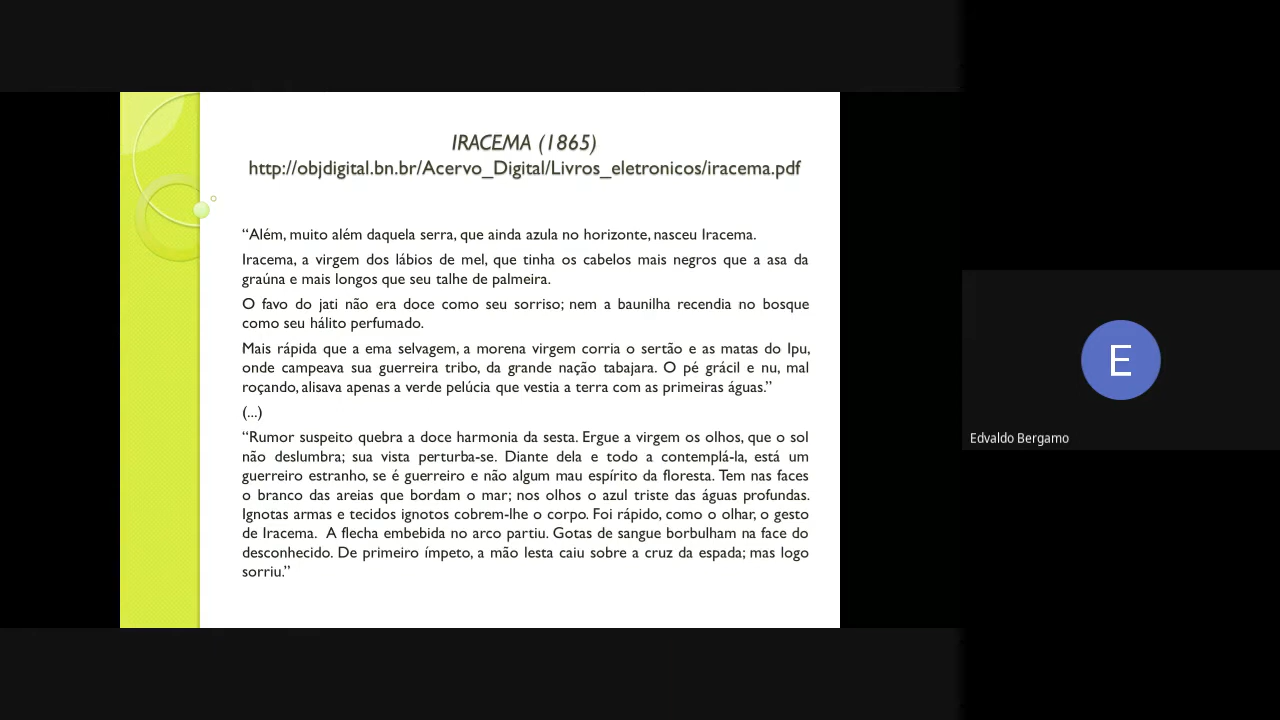 IRACEMA (1865)
http://objdigital.bn.br/Acervo_Digital/Livros_eletronicos/iracema.pdf
“Além, muito além daquela serra, que ainda azula no horizonte, nasceu Iracema.
Iracema, a virgem dos lábios de mel, que tinha os cabelos mais negros que a asa da
graúna e mais longos que seu talhe de palmeira.
O favo do jati não era doce como seu sorriso; nem a baunilha recendia no bosque
como seu hálito perfumado.
Mais rápida que a ema selvagem, a morena virgem corria o sertão e as matas do Ipu,
onde campeava sua guerreira tribo, da grande nação tabajara. O pé grácil e nu, mal
roçando, alisava apenas a verde pelúcia que vestia a terra com as primeiras águas.”
(...)
“Rumor suspeito quebra a doce harmonia da sesta. Ergue a virgem os olhos, que o sol
não deslumbra; sua vista perturba-se. Diante dela e todo a contemplá-la, está um
guerreiro estranho, se é guerreiro e não algum mau espírito da floresta. Tem nas faces
o branco das areias que bordam o mar; nos olhos o azul triste das águas profundas.
Ignotas armas e tecidos ignotos cobrem-lhe o corpo. Foi rápido, como o olhar, o gesto
de Iracema. A flecha embebida no arco partiu. Gotas de sangue borbulham na face do
desconhecido. De primeiro ímpeto, a mão lesta caiu sobre a cruz da espada; mas logo
sorriu.”
E
Edvaldo Bergamo